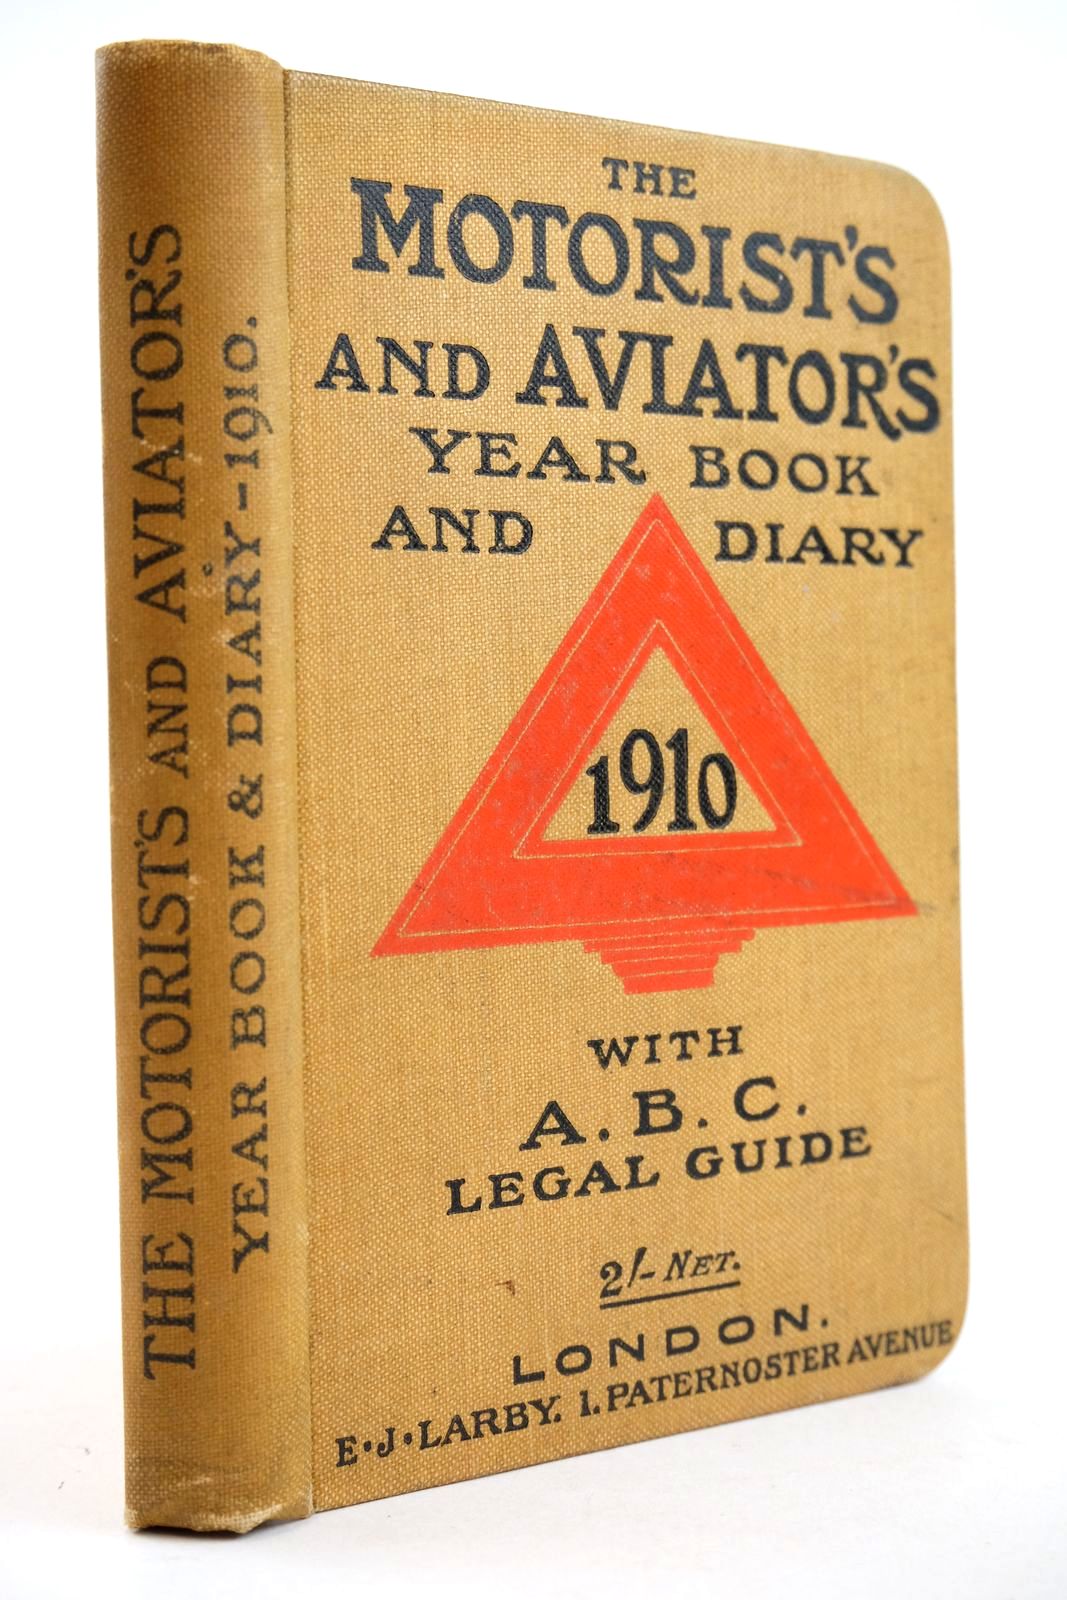 THE MOTORIST'S AND AVIATOR'S
YEAR BOOK & DIARY-1910.
THE
MOTORIST'S
AND AVIATOR'S
YEAR BOOK
AND DIARY
1910
WITH
A. B. C.
LEGAL GUIDE
2/- NET.
LONDON.
E. J. LARBY. 1. PATERNOSTER AVENUE